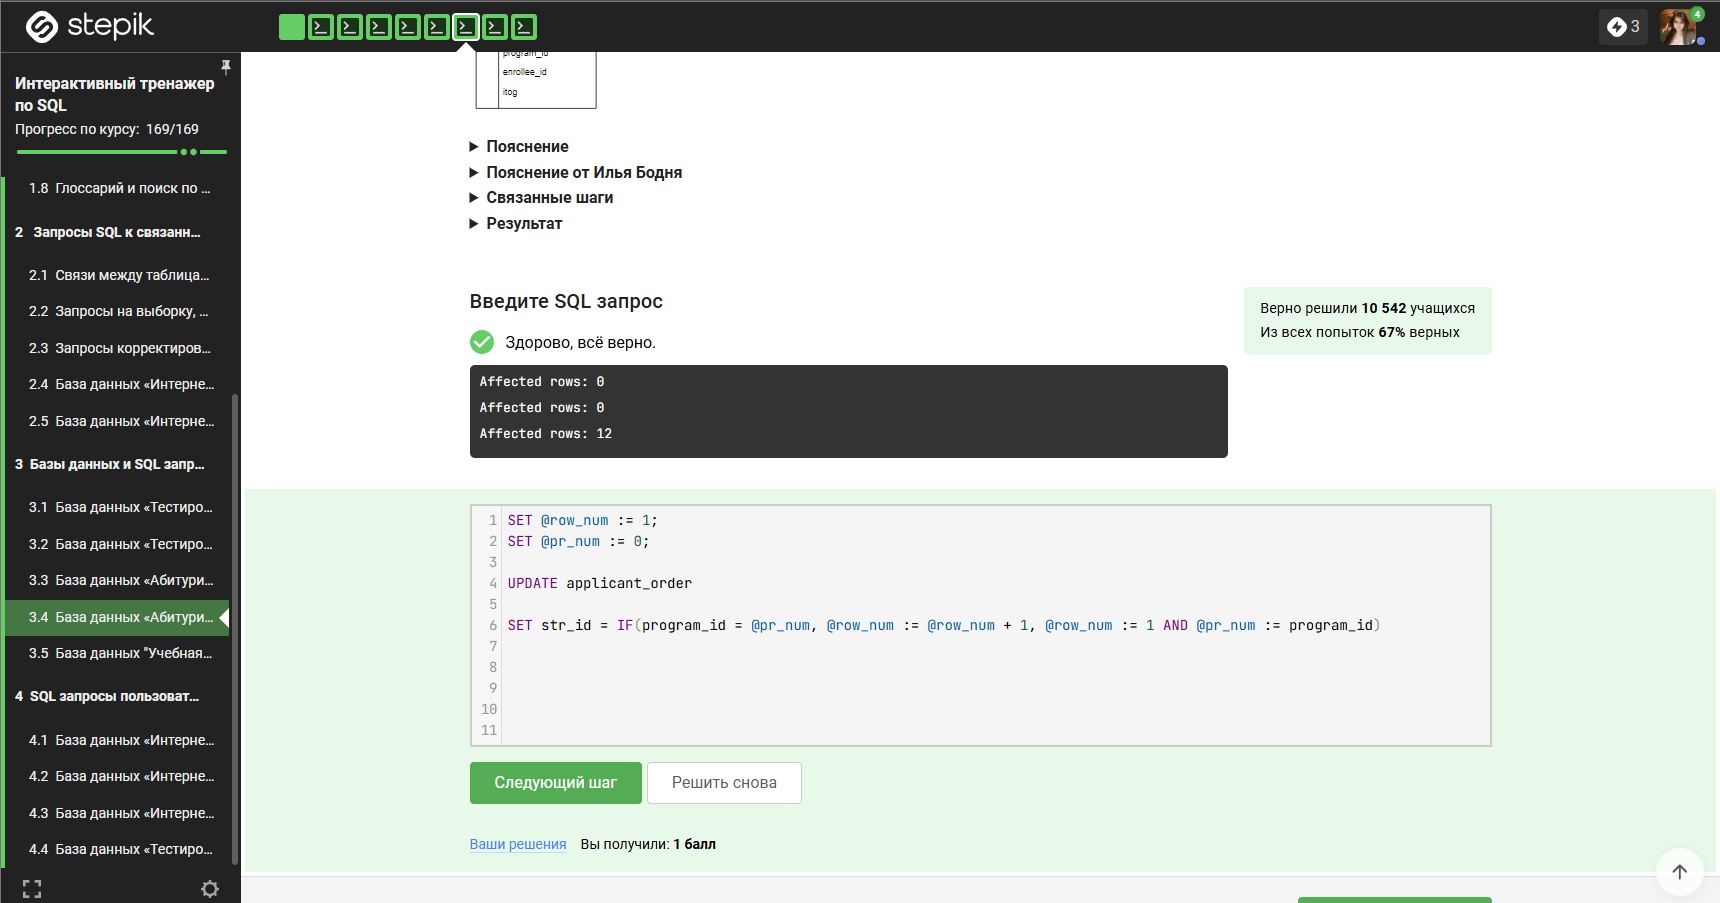 stepik
3
4
Интерактивный тренажер
по SQL
Прогресс по курсу: 169/169
1.8 Глоссарий и поиск по ...
2 Запросы SQL к связанн...
2.1 Связи между таблица...
2.2 Запросы на выборку, ...
2.3 Запросы корректиров...
2.4 База данных «Интерне...
2.5 База данных «Интерне...
3 Базы данных и SQL запр...
3.1 База данных «Тестиро...
3.2 База данных «Тестиро...
3.3 База данных «Абитури...
3.4 База данных «Абитури...
3.5 База данных "Учебная...
4 SQL запросы пользоват...
4.1 База данных «Интерне...
4.2 База данных «Интерне...
4.3 База данных «Интерне...
4.4 База данных «Тестиро...
program_id
enrollee_id
itog
Пояснение
Пояснение от Илья Бодня
Связанные шаги
Результат
Введите SQL запрос
Здорово, всё верно.
Верно решили 10 542 учащихся
Из всех попыток 67% верных
Affected rows: 0
Affected rows: 0
Affected rows: 12
1 SET @row_num := 1;
2 SET @pr_num := 0;
3
4 UPDATE applicant_order
5
6 SET str_id = IF(program_id = @pr_num, @row_num := @row_num + 1, @row_num := 1 AND @pr_num := program_id)
7
8
9
10
11
Следующий шаг
Решить снова
Ваши решения Вы получили: 1 балл